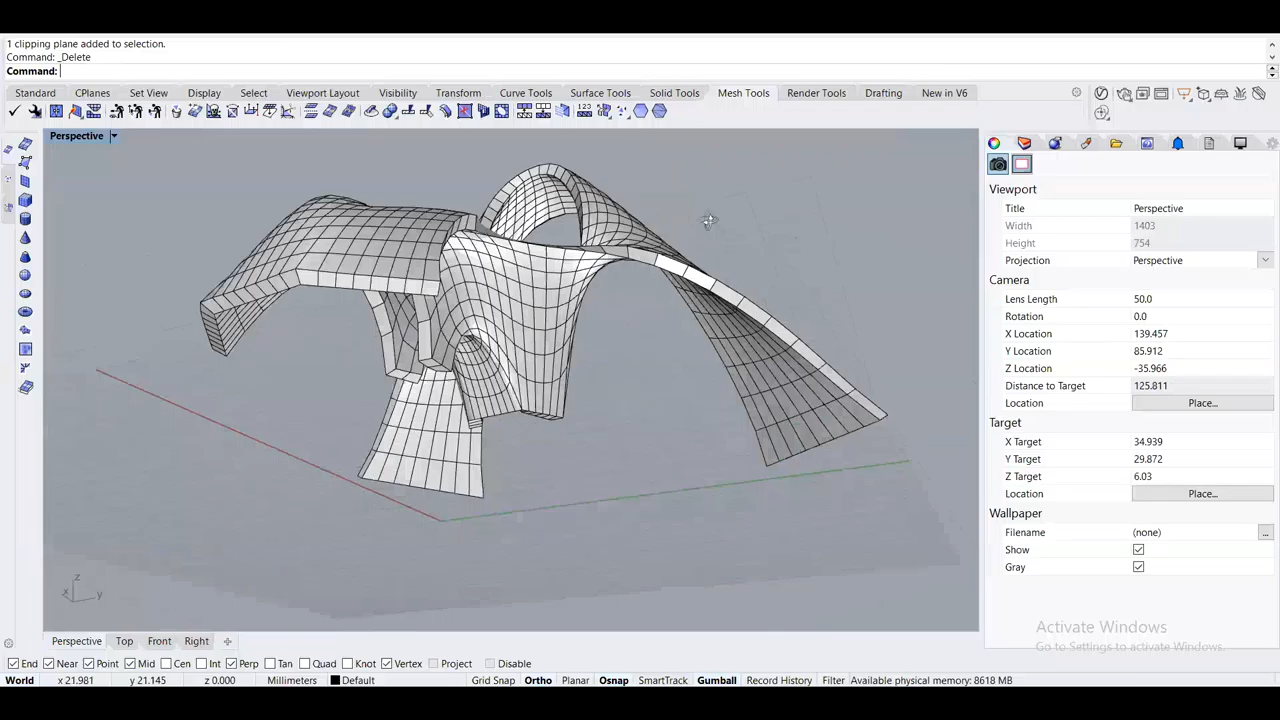 1 clipping plane added to selection.
Command: _Delete
Command:
Standard CPlanes Set View Display Select Viewport Layout Visibility Transform Curve Tools Surface Tools Solid Tools Mesh Tools Render Tools Drafting New in V6
Perspective
Viewport
Title Perspective
Width 1403
Height 754
Projection Perspective
Camera
Lens Length 50.0
Rotation 0.0
X Location 139.457
Y Location 85.912
Z Location -35.966
Distance to Target 125.811
Location Place...
Target
X Target 34.939
Y Target 29.872
Z Target 6.03
Location Place...
Wallpaper
Filename (none) ...
Show
Gray
z
x y
Activate Windows
Go to Settings to activate Windows.
Perspective Top Front Right
End Near Point Mid Cen Int Perp Tan Quad Knot Vertex Project Disable
World x 21.981 y 21.145 z 0.000 Millimeters Default Grid Snap Ortho Planar Osnap SmartTrack Gumball Record History Filter Available physical memory: 8618 MB